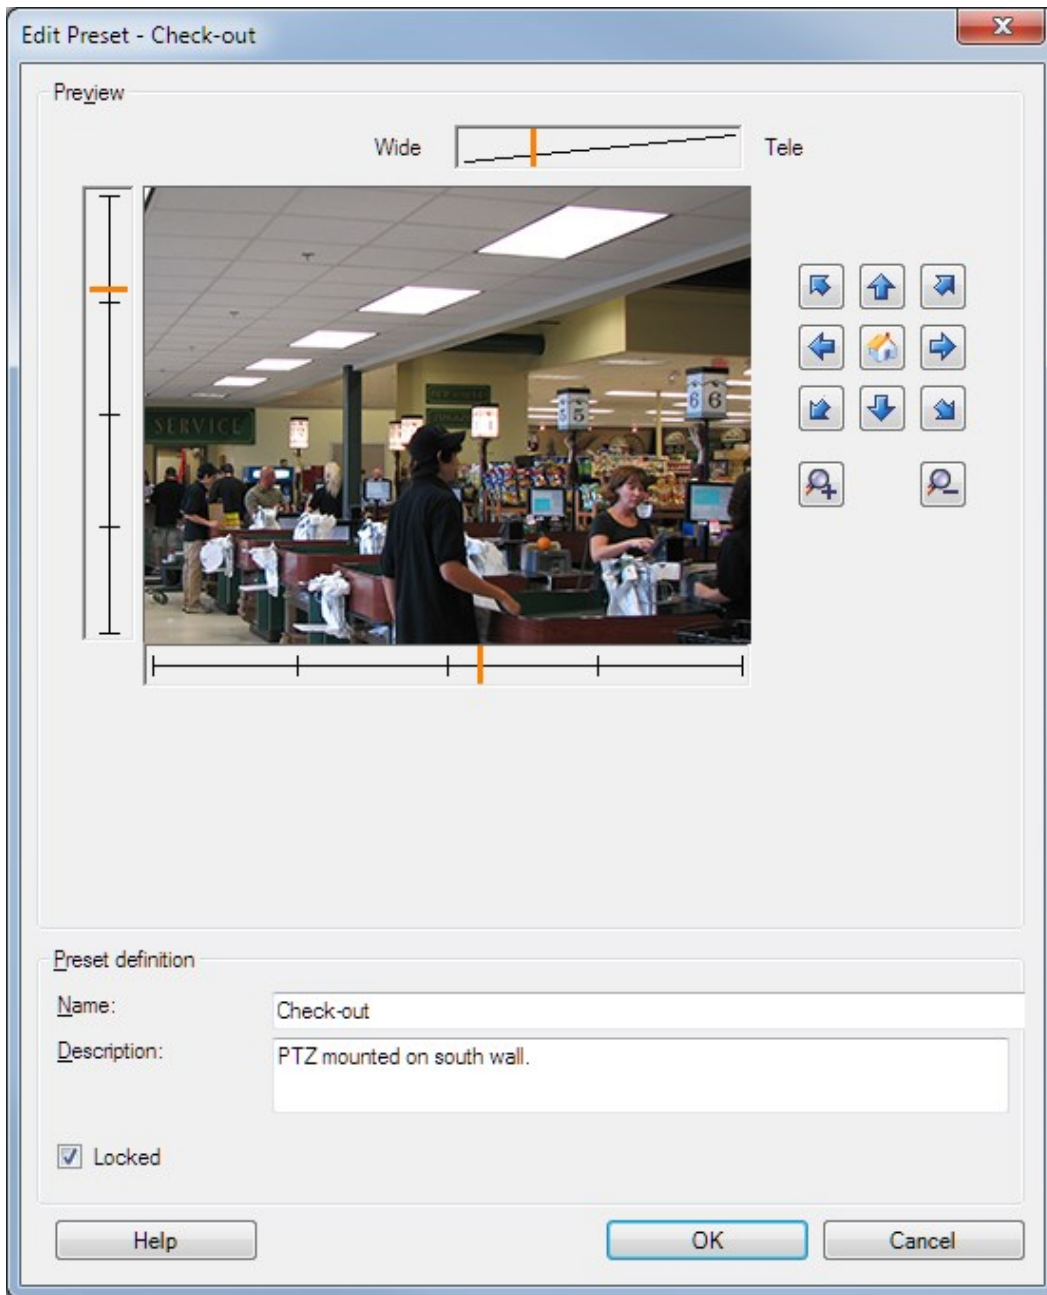 Edit Preset - Check-out
Preview
Wide
Tele
SERVICE
5 5
6 6
Preset definition
Name:
Check-out
Description:
PTZ mounted on south wall.
Locked
Help
OK
Cancel